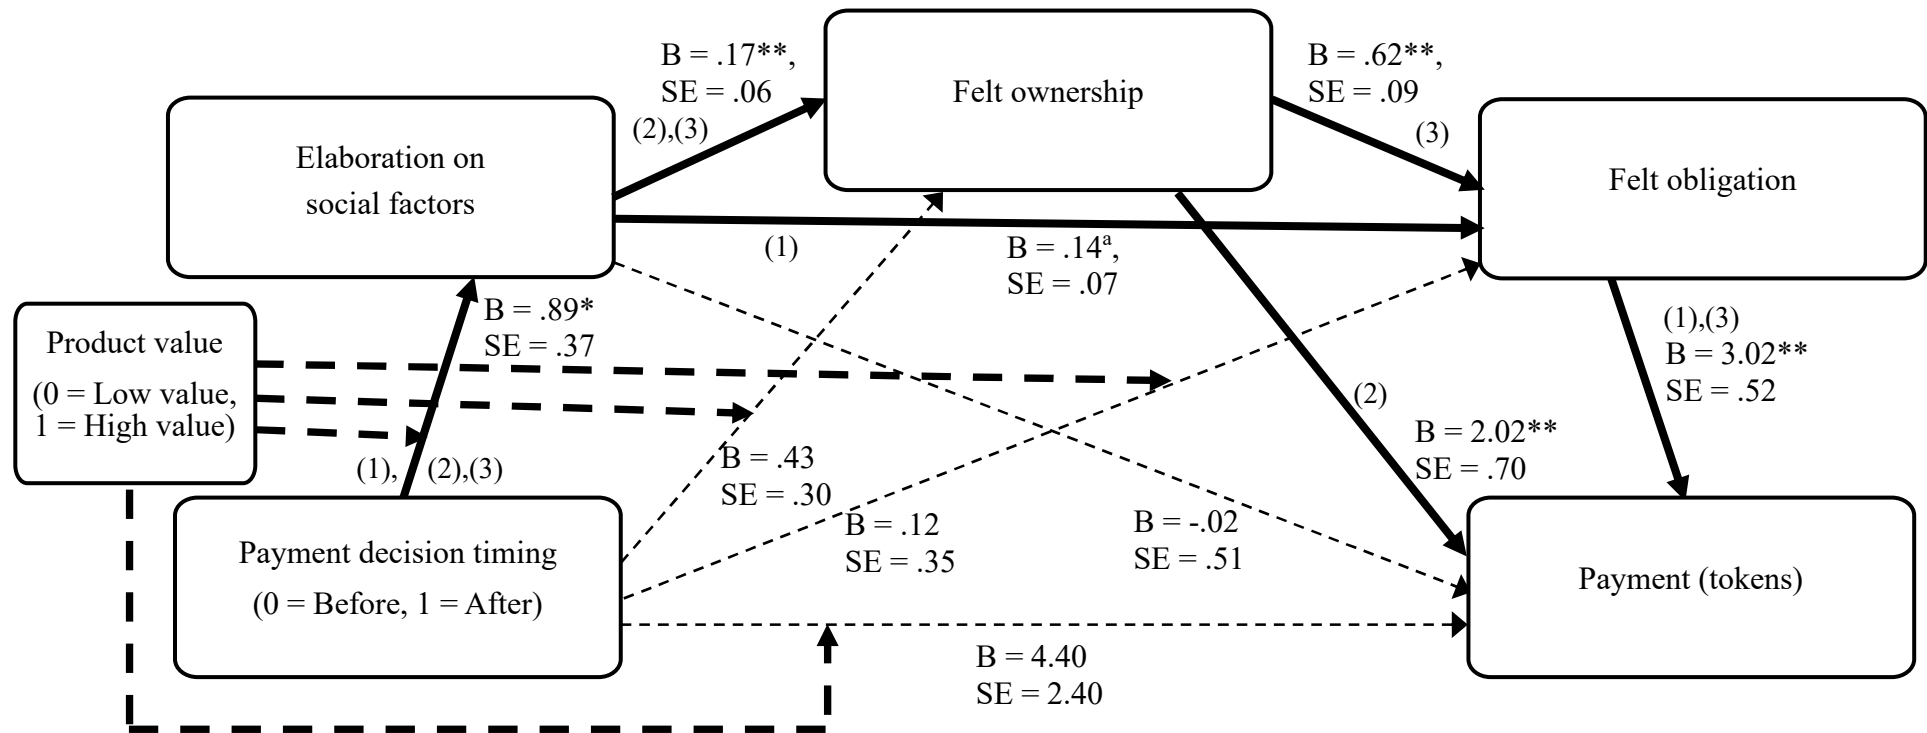 B = .17**,
SE = .06
(2),(3)
Felt ownership
B = .62**,
SE = .09
(3)
Elaboration on
social factors
Felt obligation
(1)
B = .14ᵃ,
SE = .07
B = .89*
SE = .37
Product value
(0 = Low value,
1 = High value)
(1),
(2),(3)
(1),(3)
B = 3.02**
SE = .52
(2)
B = 2.02**
SE = .70
B = .43
SE = .30
B = .12
SE = .35
B = -.02
SE = .51
Payment decision timing
(0 = Before, 1 = After)
Payment (tokens)
B = 4.40
SE = 2.40